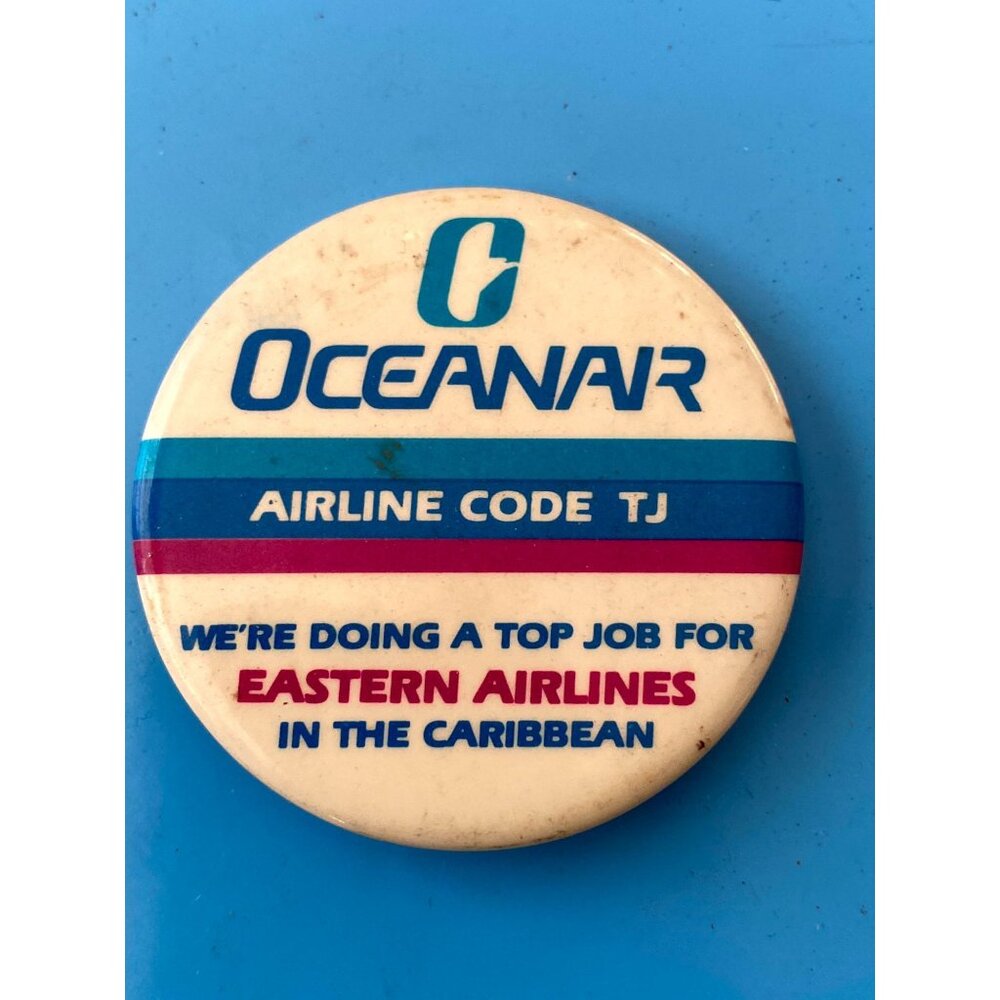 OCEANAIR
AIRLINE CODE TJ
WE'RE DOING A TOP JOB FOR
EASTERN AIRLINES
IN THE CARIBBEAN